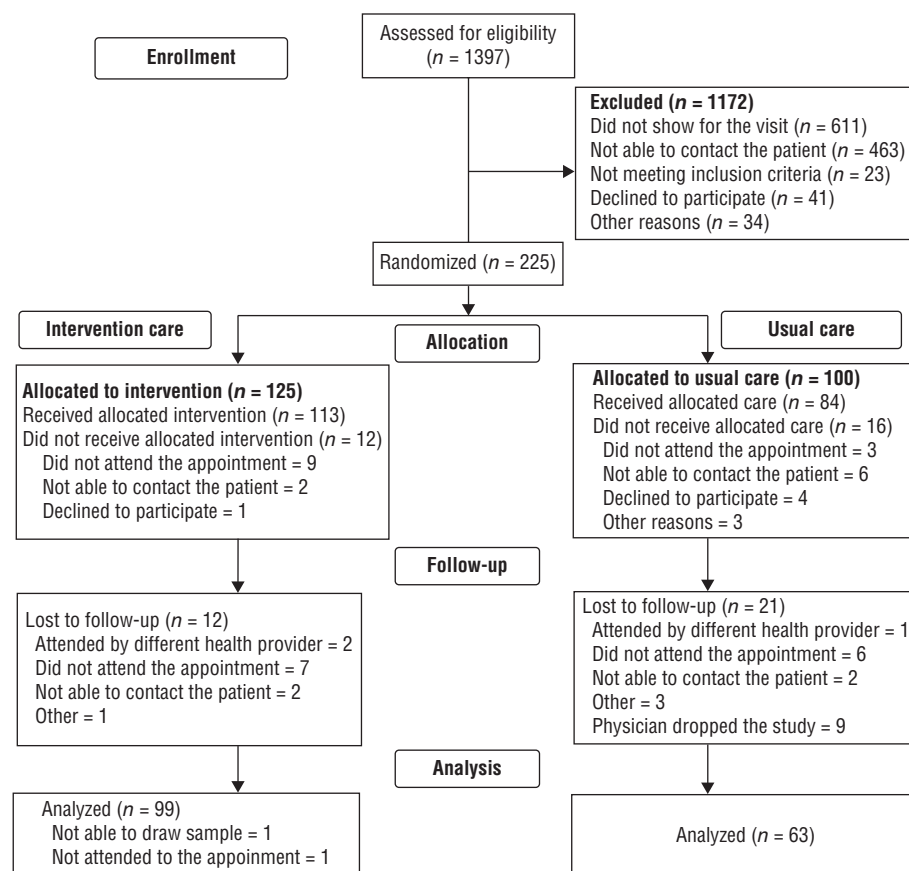 Enrollment
Assessed for eligibility
(n = 1397)
Excluded (n = 1172)
Did not show for the visit (n = 611)
Not able to contact the patient (n = 463)
Not meeting inclusion criteria (n = 23)
Declined to participate (n = 41)
Other reasons (n = 34)
Randomized (n = 225)
Intervention care
Allocation
Usual care
Allocated to intervention (n = 125)
Received allocated intervention (n = 113)
Did not receive allocated intervention (n = 12)
Did not attend the appointment = 9
Not able to contact the patient = 2
Declined to participate = 1
Allocated to usual care (n = 100)
Received allocated care (n = 84)
Did not receive allocated care (n = 16)
Did not attend the appointment = 3
Not able to contact the patient = 6
Declined to participate = 4
Other reasons = 3
Follow-up
Lost to follow-up (n = 12)
Attended by different health provider = 2
Did not attend the appointment = 7
Not able to contact the patient = 2
Other = 1
Lost to follow-up (n = 21)
Attended by different health provider = 1
Did not attend the appointment = 6
Not able to contact the patient = 2
Other = 3
Physician dropped the study = 9
Analysis
Analyzed (n = 99)
Not able to draw sample = 1
Not attended to the appoinment = 1
Analyzed (n = 63)